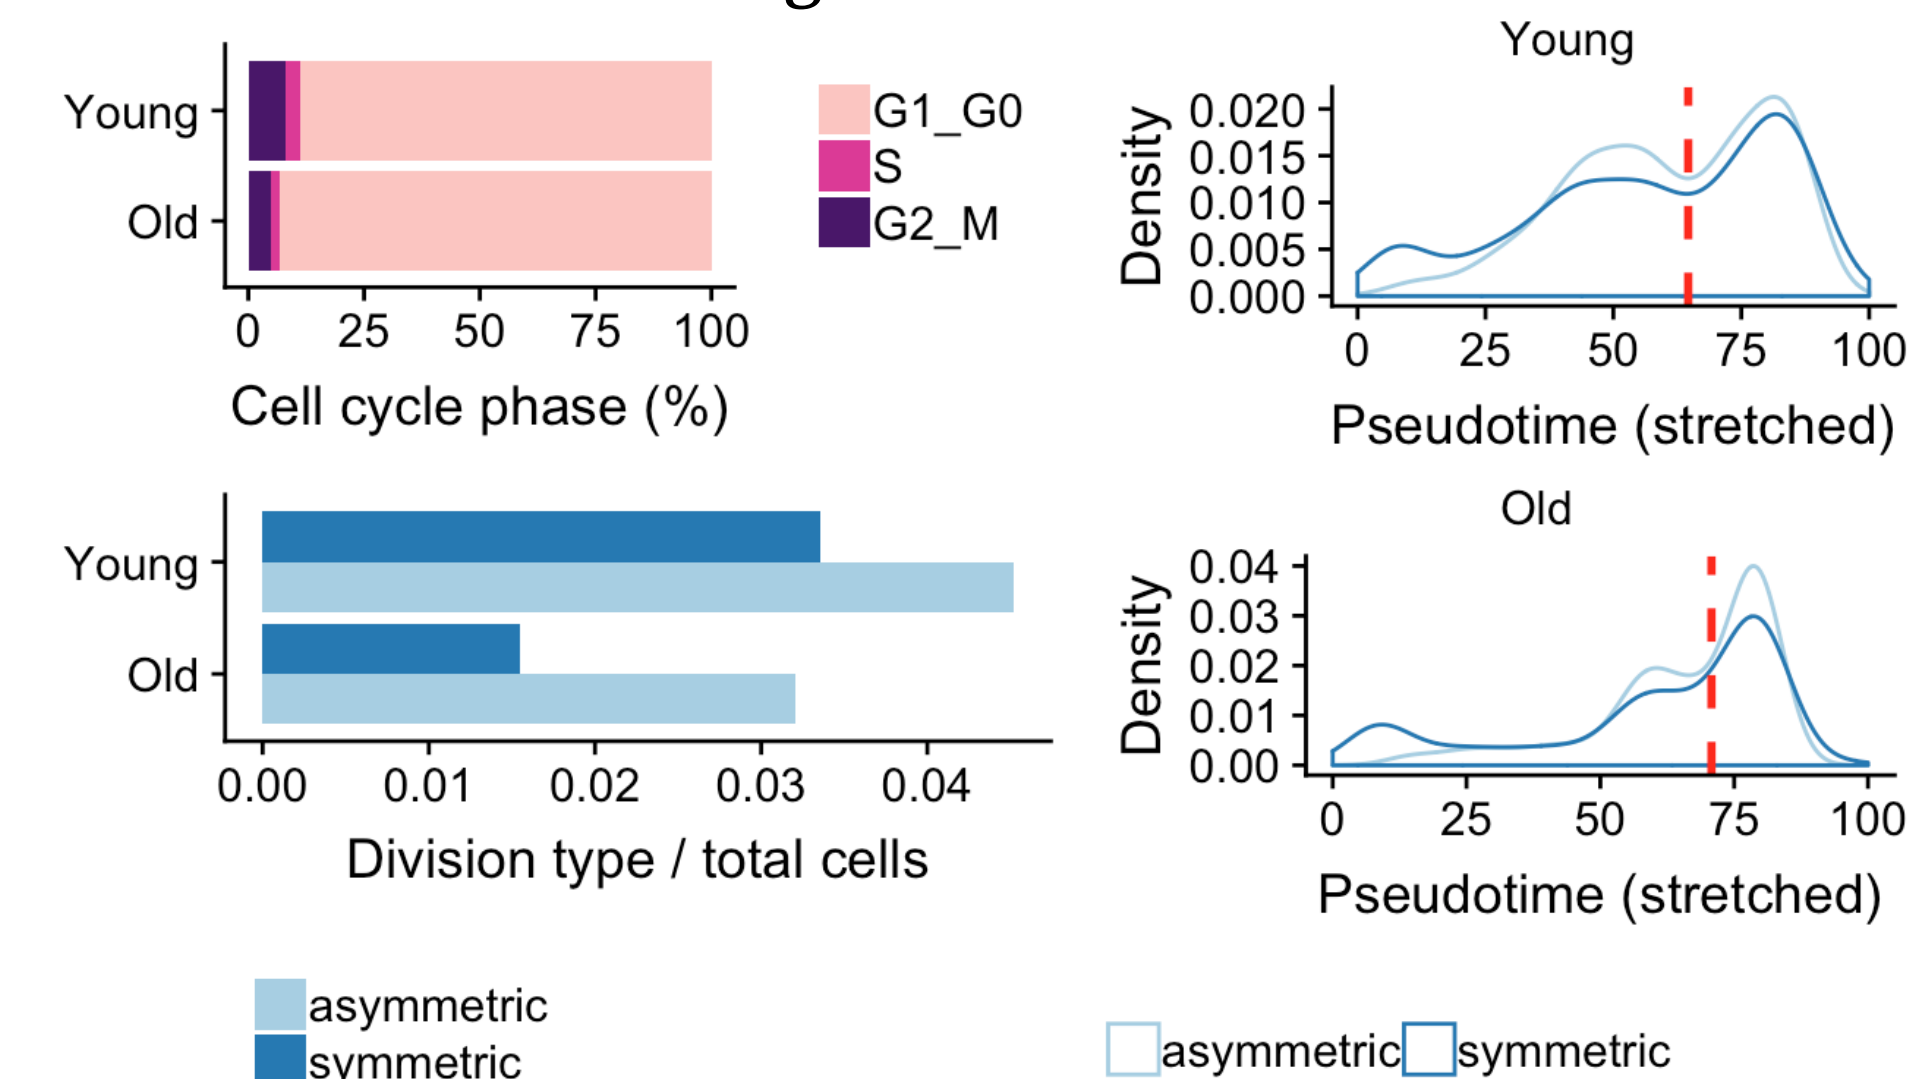 Young
Old
0 25 50 75 100
Cell cycle phase (%)
G1_G0
S
G2_M
Young
Old
0.00 0.01 0.02 0.03 0.04
Division type / total cells
asymmetric
symmetric
Young
Density
0.020
0.015
0.010
0.005
0.000
0 25 50 75 100
Pseudotime (stretched)
Old
Density
0.04
0.03
0.02
0.01
0.00
0 25 50 75 100
Pseudotime (stretched)
asymmetric symmetric